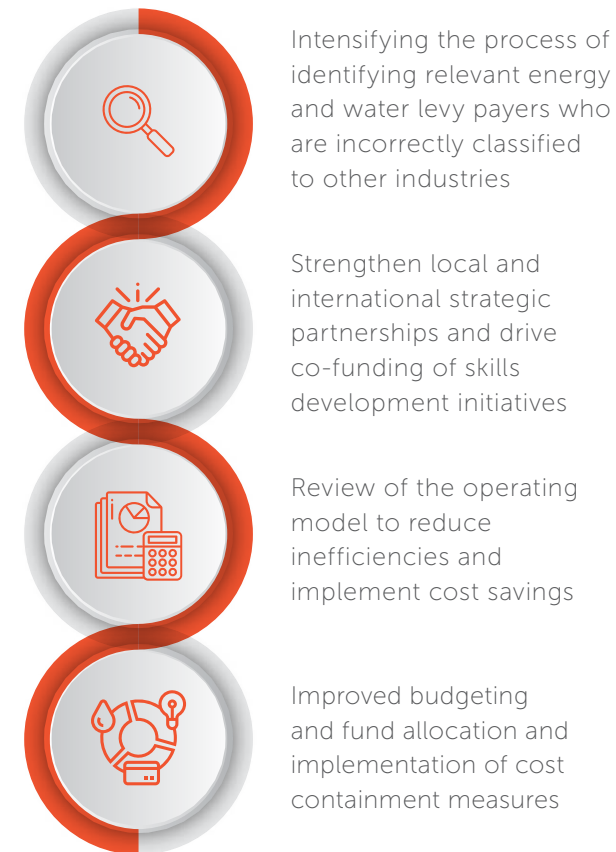 Intensifying the process of
identifying relevant energy
and water levy payers who
are incorrectly classified
to other industries
Strengthen local and
international strategic
partnerships and drive
co-funding of skills
development initiatives
Review of the operating
model to reduce
inefficiencies and
implement cost savings
Improved budgeting
and fund allocation and
implementation of cost
containment measures